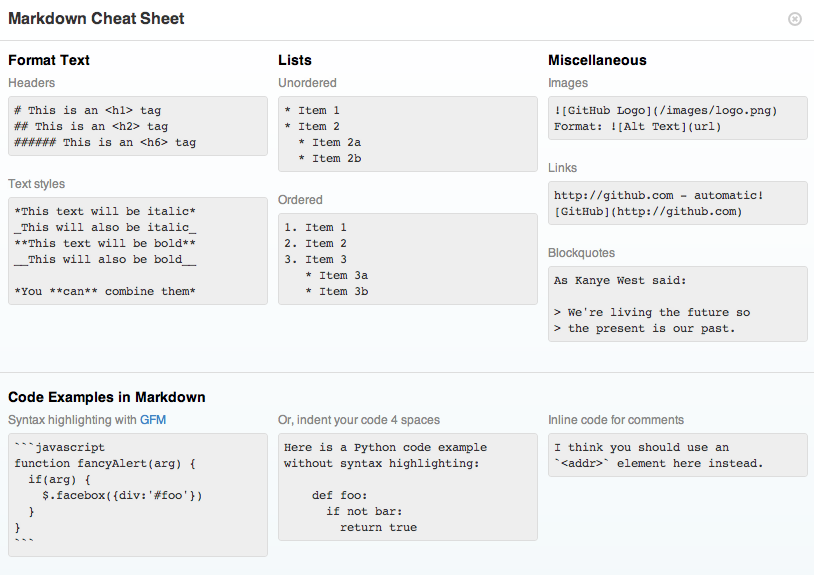 Markdown Cheat Sheet
Format Text
Headers
# This is an <h1> tag
## This is an <h2> tag
###### This is an <h6> tag
Text styles
*This text will be italic*
_This will also be italic_
**This text will be bold**
__This will also be bold__
*You **can** combine them*
Lists
Unordered
* Item 1
* Item 2
  * Item 2a
  * Item 2b
Ordered
1. Item 1
2. Item 2
3. Item 3
   * Item 3a
   * Item 3b
Miscellaneous
Images
![GitHub Logo](/images/logo.png)
Format: ![Alt Text](url)
Links
http://github.com - automatic!
[GitHub](http://github.com)
Blockquotes
As Kanye West said:
> We're living the future so
> the present is our past.
Code Examples in Markdown
Syntax highlighting with GFM
```javascript
function fancyAlert(arg) {
  if(arg) {
    $.facebox({div:'#foo'})
  }
}
```
Or, indent your code 4 spaces
Here is a Python code example
without syntax highlighting:
    def foo:
      if not bar:
        return true
Inline code for comments
I think you should use an
`<addr>` element here instead.